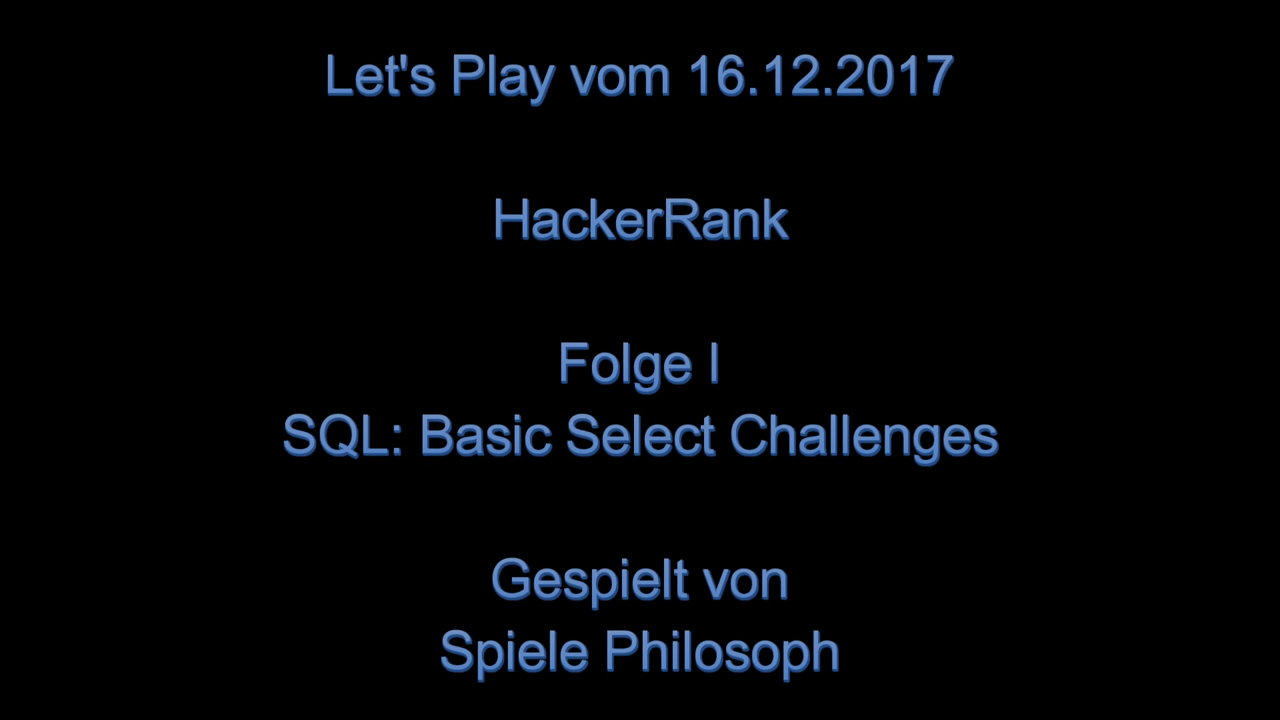 Let's Play vom 16.12.2017
HackerRank
Folge I
SQL: Basic Select Challenges
Gespielt von
Spiele Philosoph